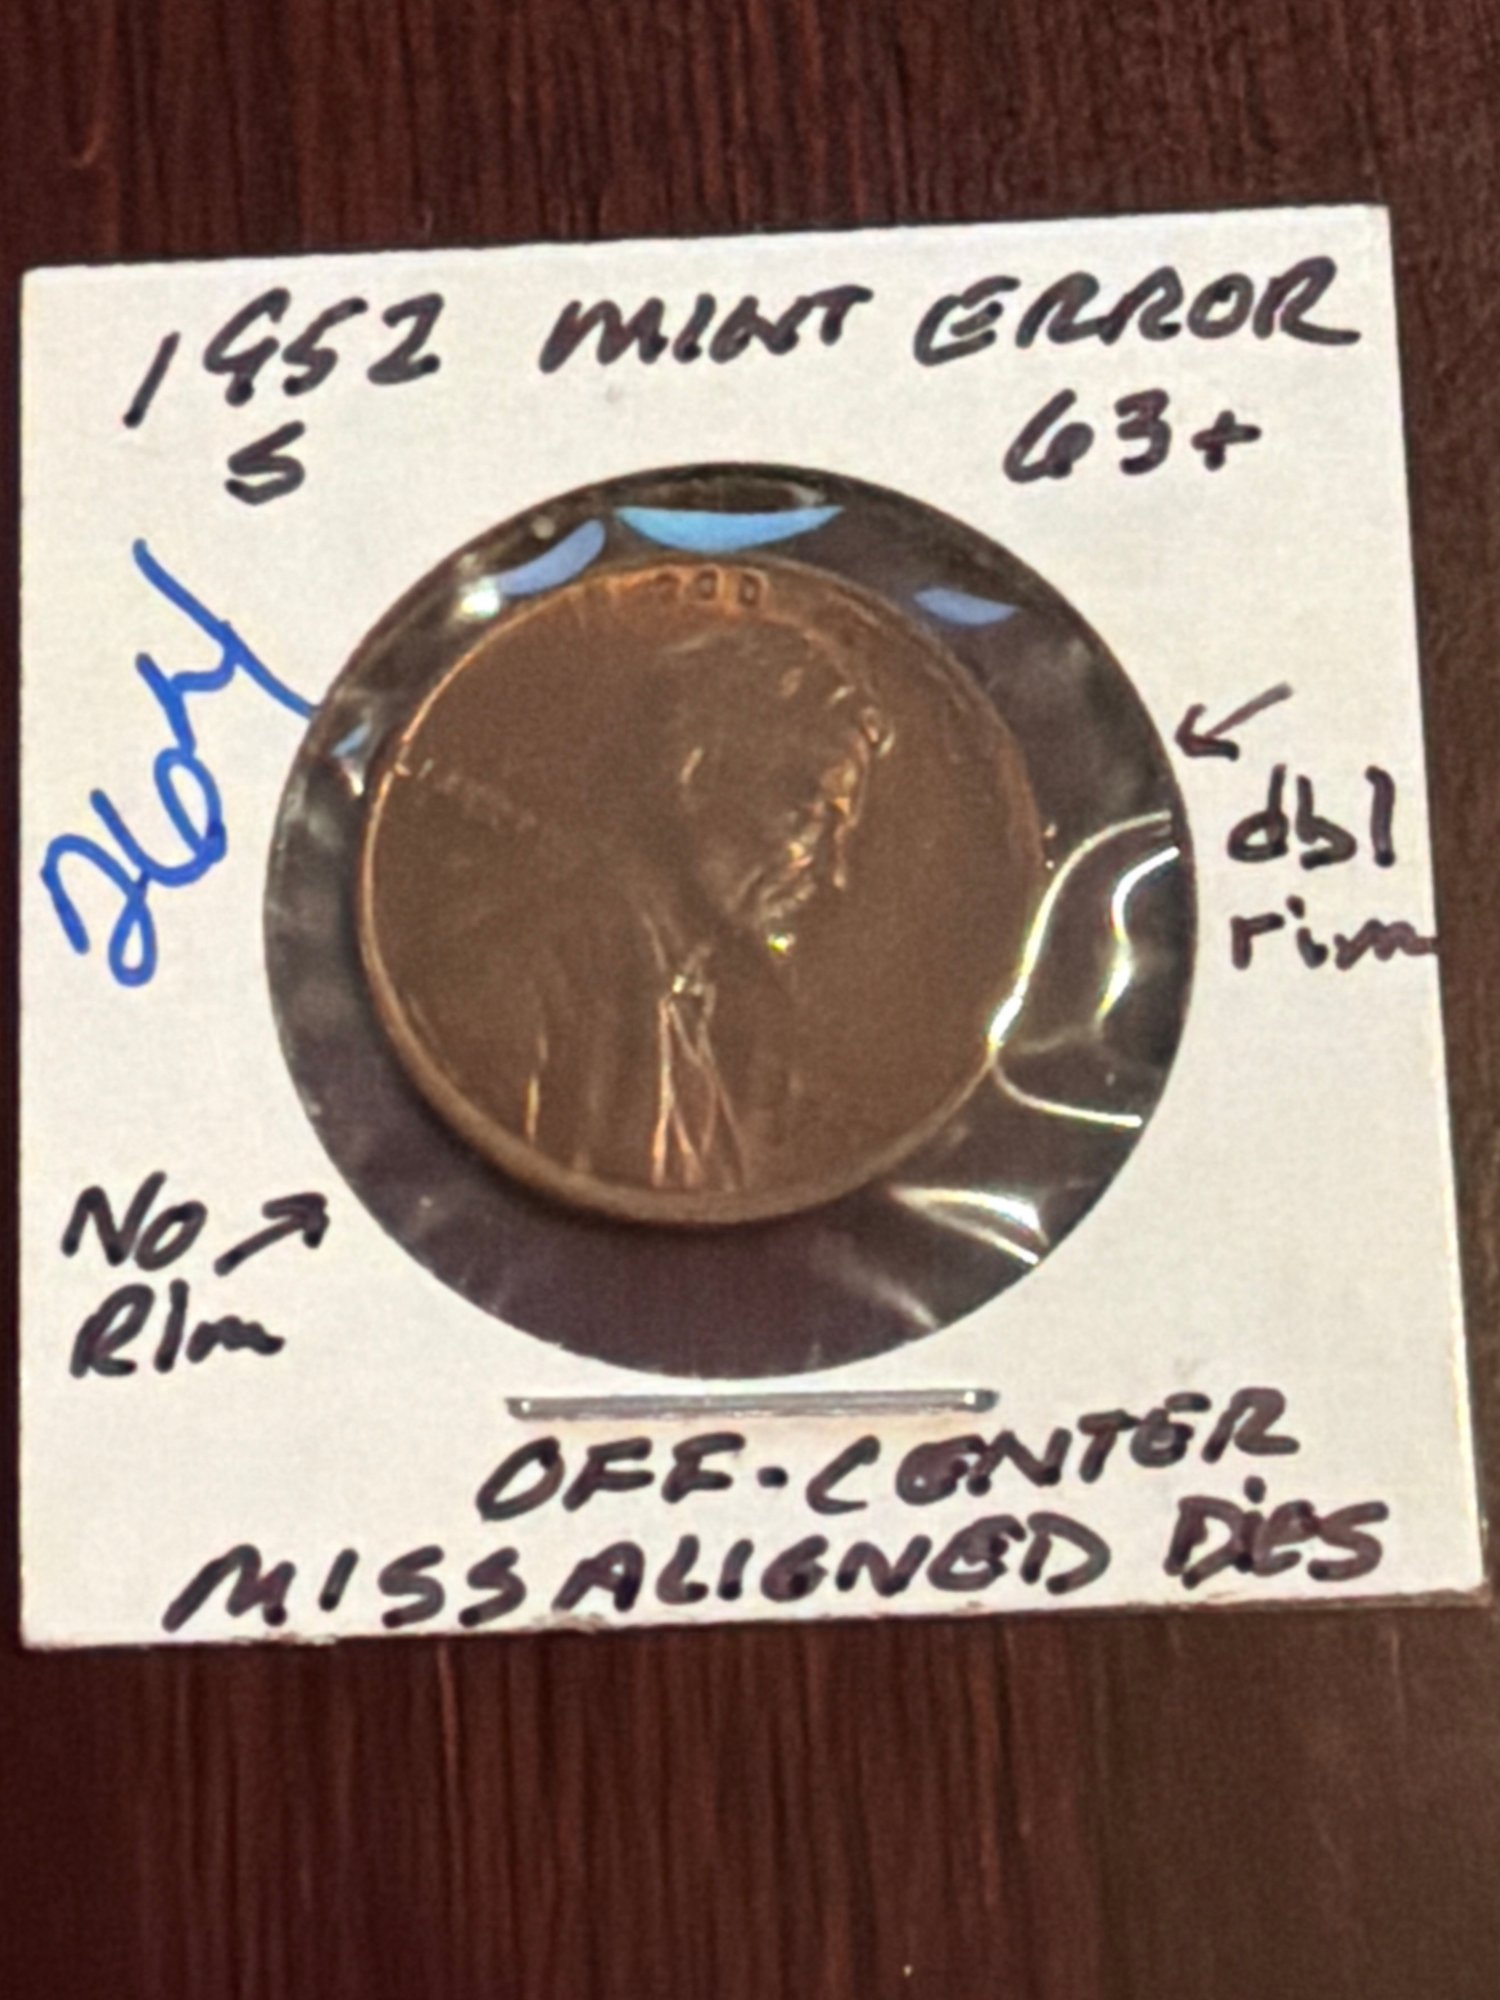 1952 MINT ERROR
S 63+
dbl
rim
No
RIm
OFF-CENTER
MISSALIGNED DIES